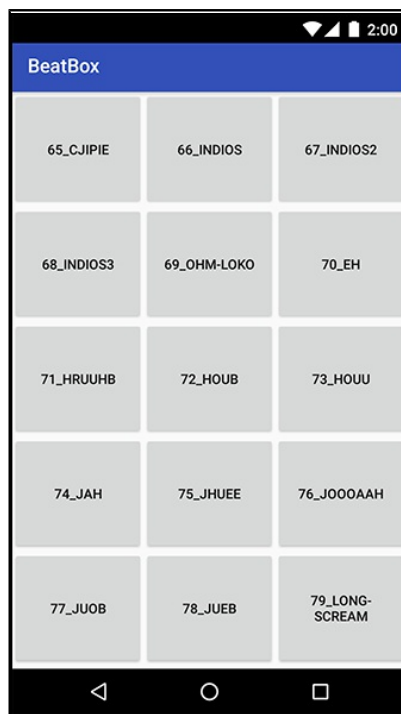 2:00
BeatBox
65_CJIPIE
66_INDIOS
67_INDIOS2
68_INDIOS3
69_OHM-LOKO
70_EH
71_HRUUHB
72_HOUB
73_HOUU
74_JAH
75_JHUEE
76_JOOOAAH
77_JUOB
78_JUEB
79_LONG-
SCREAM